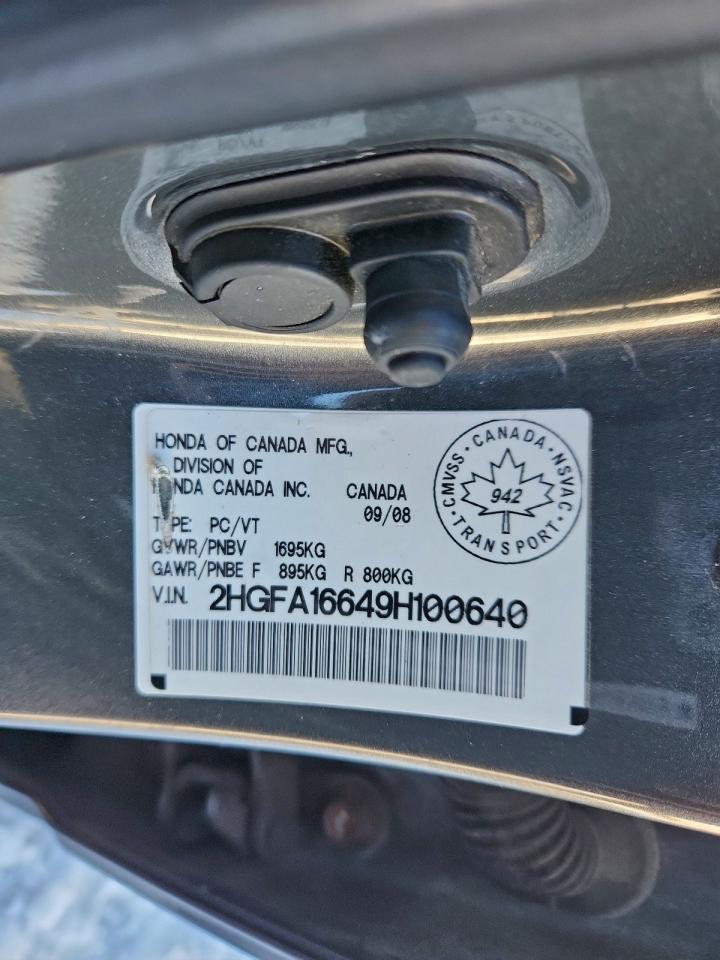 HONDA OF CANADA MFG.,
A DIVISION OF
HONDA CANADA INC. CANADA
09/08
TYPE: PC/VT
GVWR/PNBV 1695KG
GAWR/PNBE F 895KG R 800KG
V.I.N. 2HGFA16649H100640
CMVSS · CANADA · NSVAC
942
· TRANSPORT ·